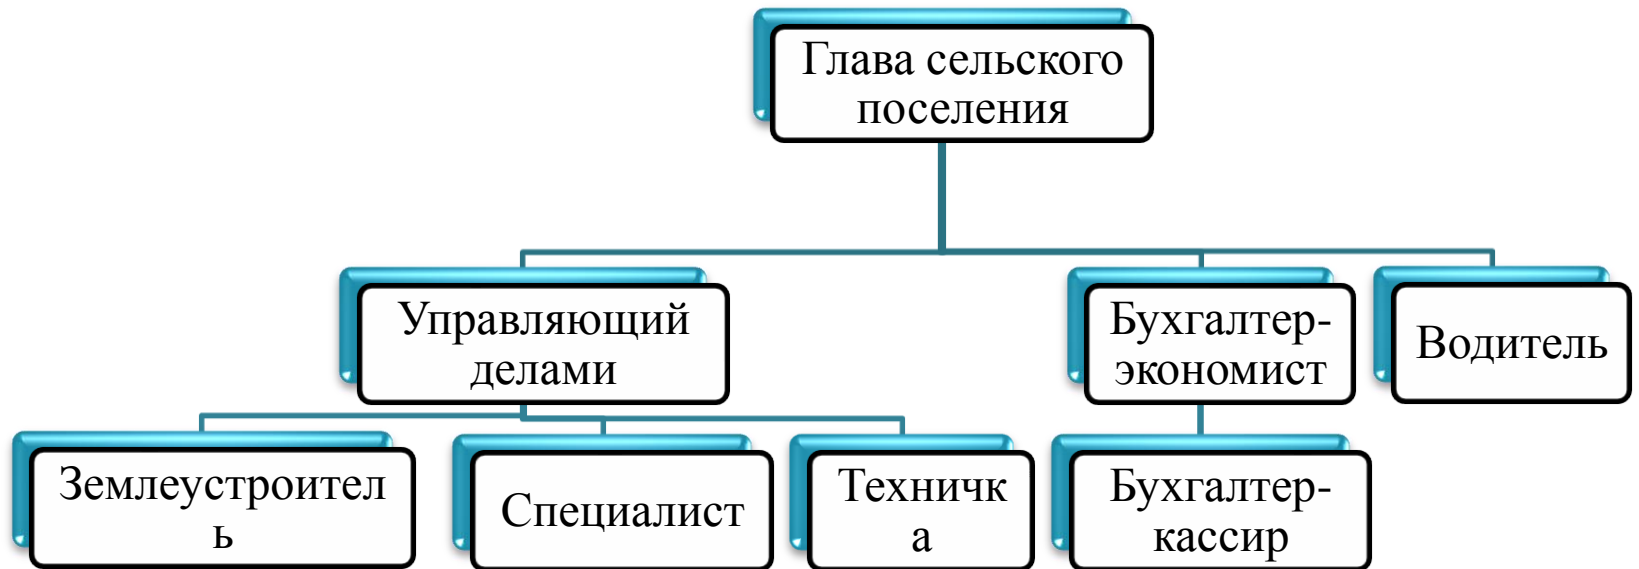 Глава сельского
поселения
Управляющий
делами
Бухгалтер-
экономист
Водитель
Землеустроител
ь
Специалист
Техничк
а
Бухгалтер-
кассир